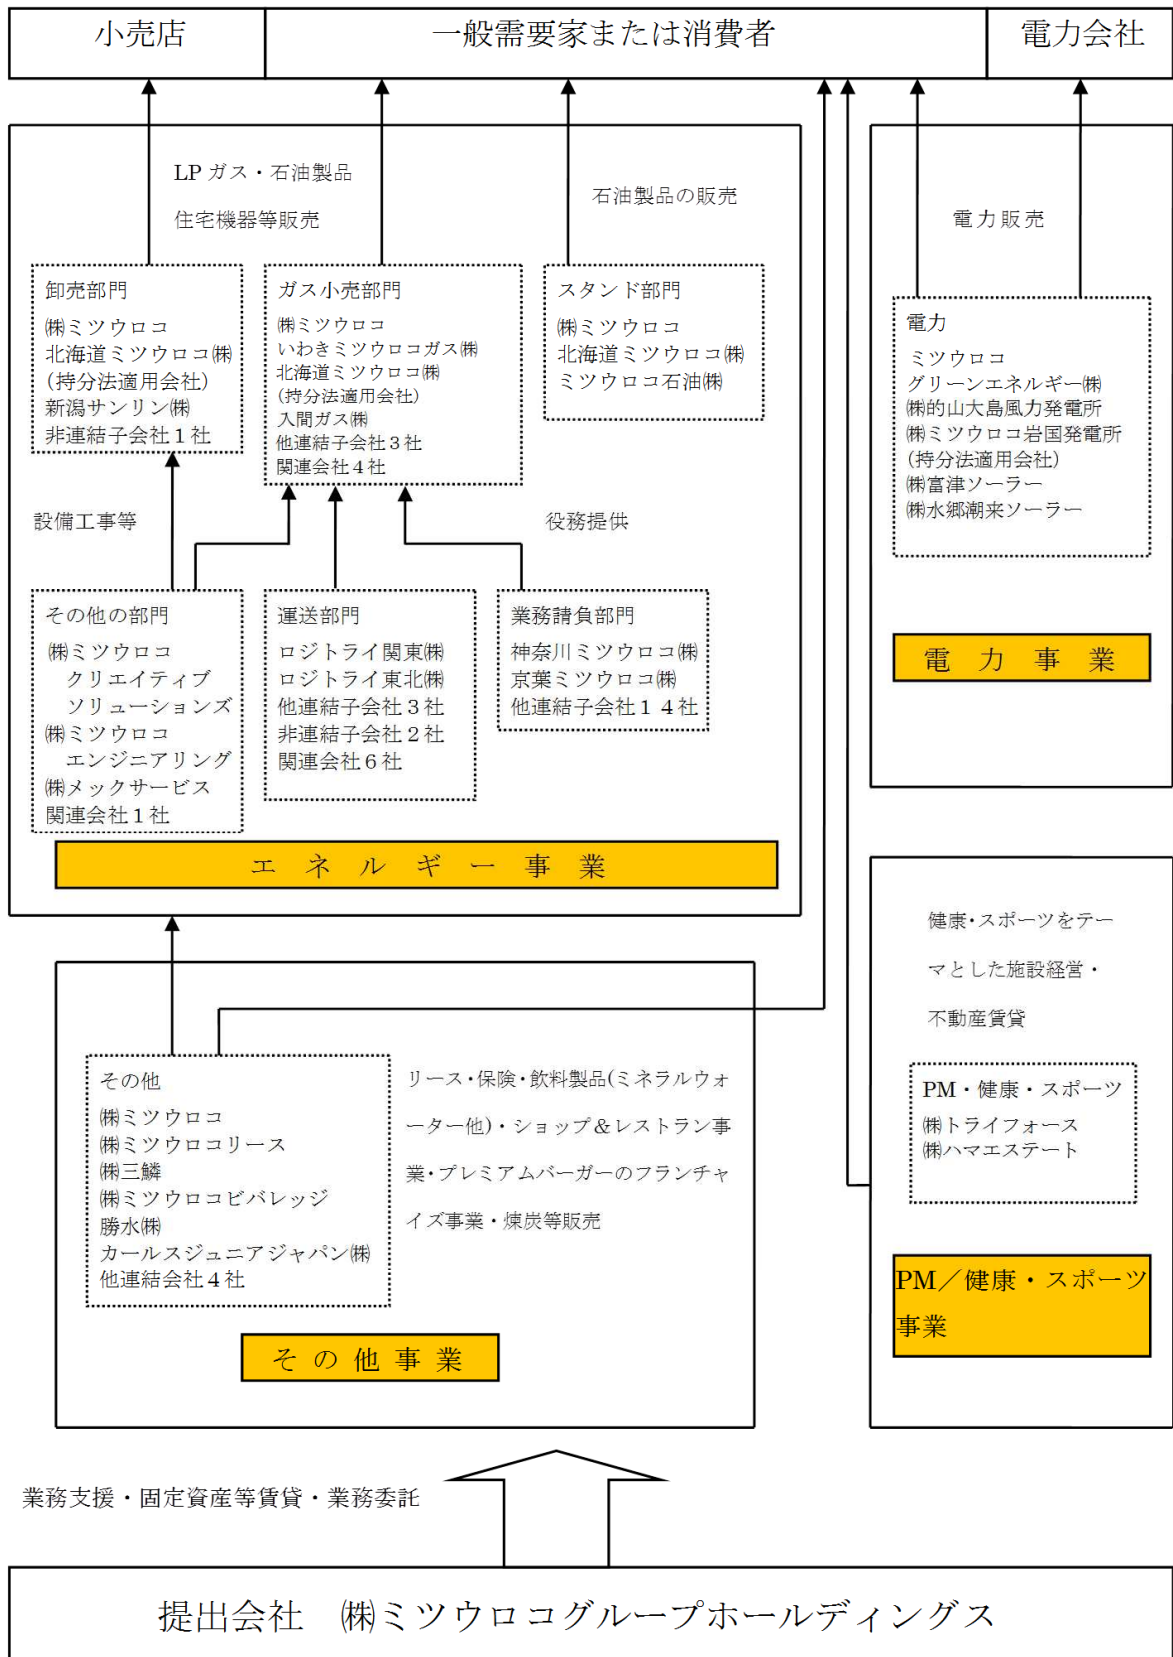 小売店
一般需要家または消費者
電力会社
LP ガス・石油製品
住宅機器等販売
石油製品の販売
電力販売
卸売部門
㈱ミツウロコ
北海道ミツウロコ㈱
(持分法適用会社)
新潟サンリン㈱
非連結子会社１社
ガス小売部門
㈱ミツウロコ
いわきミツウロコガス㈱
北海道ミツウロコ㈱
(持分法適用会社)
入間ガス㈱
他連結子会社３社
関連会社４社
スタンド部門
㈱ミツウロコ
北海道ミツウロコ㈱
ミツウロコ石油㈱
電力
ミツウロコ
グリーンエネルギー㈱
㈱的山大島風力発電所
㈱ミツウロコ岩国発電所
(持分法適用会社)
㈱富津ソーラー
㈱水郷潮来ソーラー
設備工事等
役務提供
その他の部門
㈱ミツウロコ
クリエイティブ
ソリューションズ
㈱ミツウロコ
エンジニアリング
㈱メックサービス
関連会社１社
運送部門
ロジトライ関東㈱
ロジトライ東北㈱
他連結子会社３社
非連結子会社２社
関連会社６社
業務請負部門
神奈川ミツウロコ㈱
京葉ミツウロコ㈱
他連結子会社１４社
電力事業
エネルギー事業
健康・スポーツをテー
マとした施設経営・
不動産賃貸
その他
㈱ミツウロコ
㈱ミツウロコリース
㈱三鱗
㈱ミツウロコビバレッジ
勝水㈱
カールスジュニアジャパン㈱
他連結会社４社
リース・保険・飲料製品(ミネラルウォ
ーター他)・ショップ＆レストラン事
業・プレミアムバーガーのフランチャ
イズ事業・煉炭等販売
PM・健康・スポーツ
㈱トライフォース
㈱ハマエステート
PM／健康・スポーツ
事業
その他事業
業務支援・固定資産等賃貸・業務委託
提出会社　㈱ミツウロコグループホールディングス